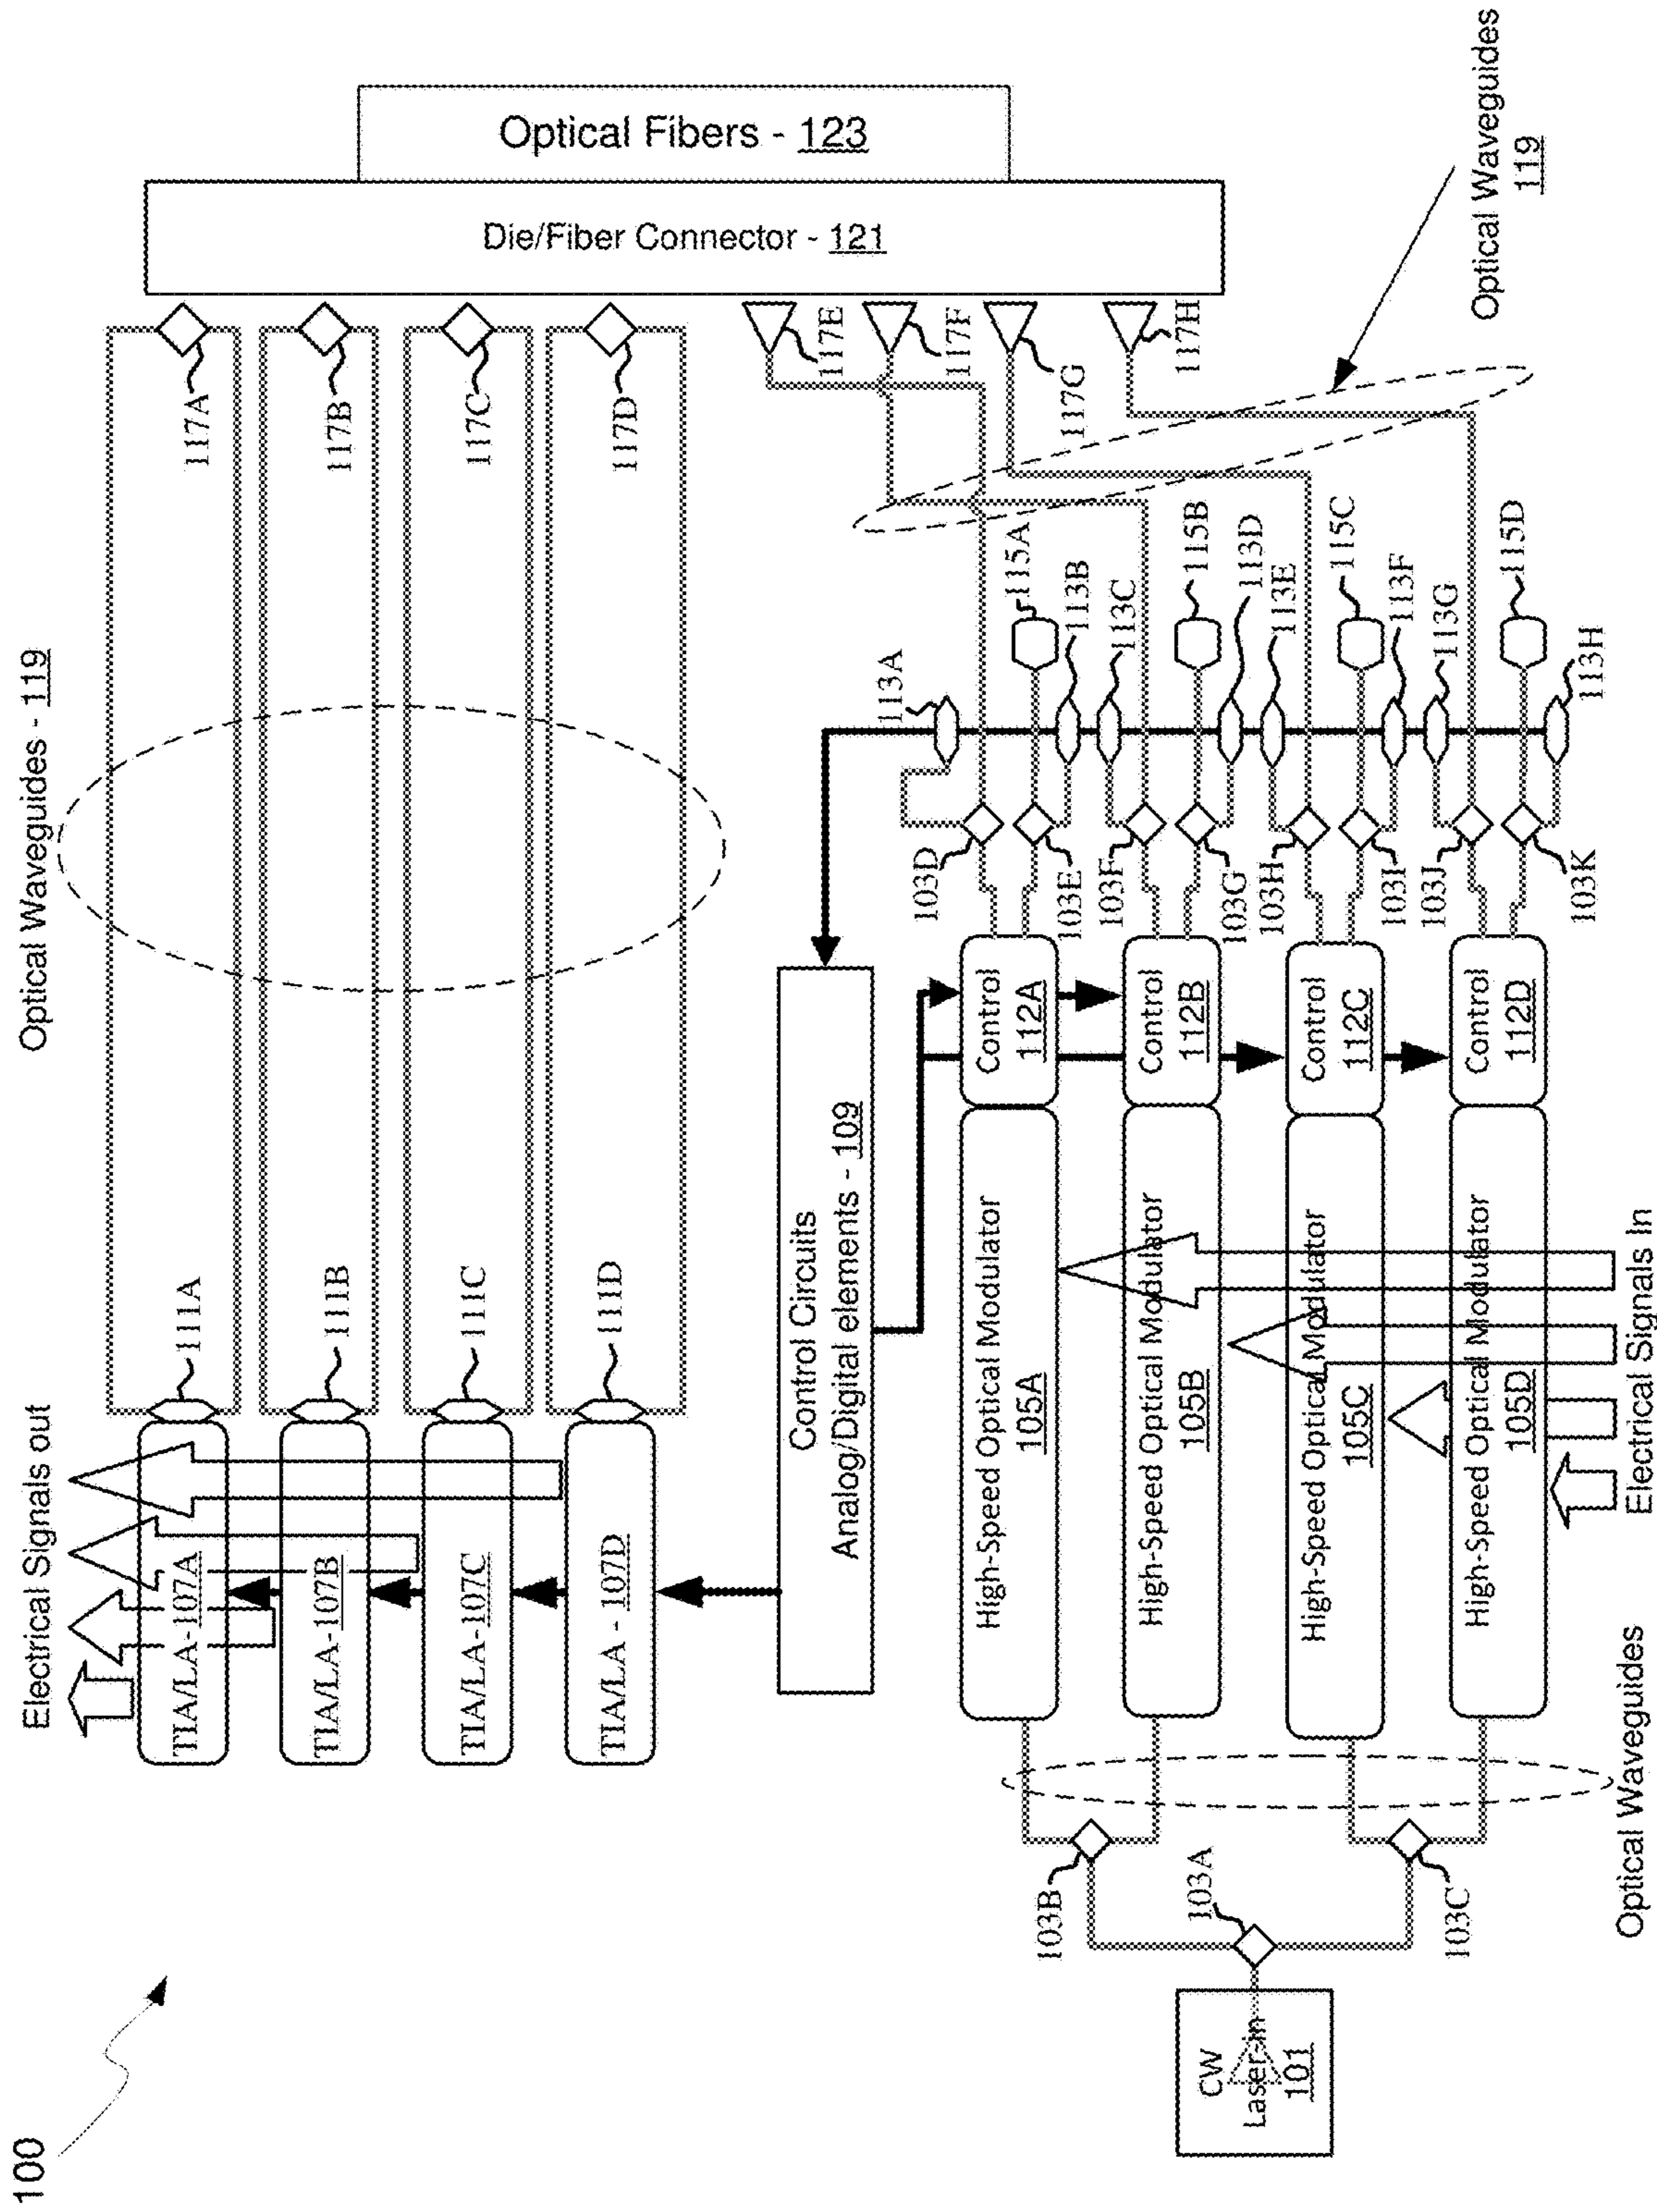 100
Optical Waveguides - 119
Electrical Signals out
TIA/LA-107A
TIA/LA-107B
TIA/LA-107C
TIA/LA - 107D
111A
111B
111C
111D
117A
117B
117C
117D
117E
117F
117G
117H
Die/Fiber Connector - 121
Optical Fibers - 123
Control Circuits
Analog/Digital elements - 109
CW
Laser-in
101
103A
103B
103C
Optical Waveguides
High-Speed Optical Modulator
105A
High-Speed Optical Modulator
105B
High-Speed Optical Modulator
105C
High-Speed Optical Modulator
105D
Electrical Signals In
Control
112A
Control
112B
Control
112C
Control
112D
103D
103E
103F
103G
103H
103I
103J
103K
113A
115A
113B
113C
115B
113D
113E
115C
113F
113G
115D
113H
Optical Waveguides
119